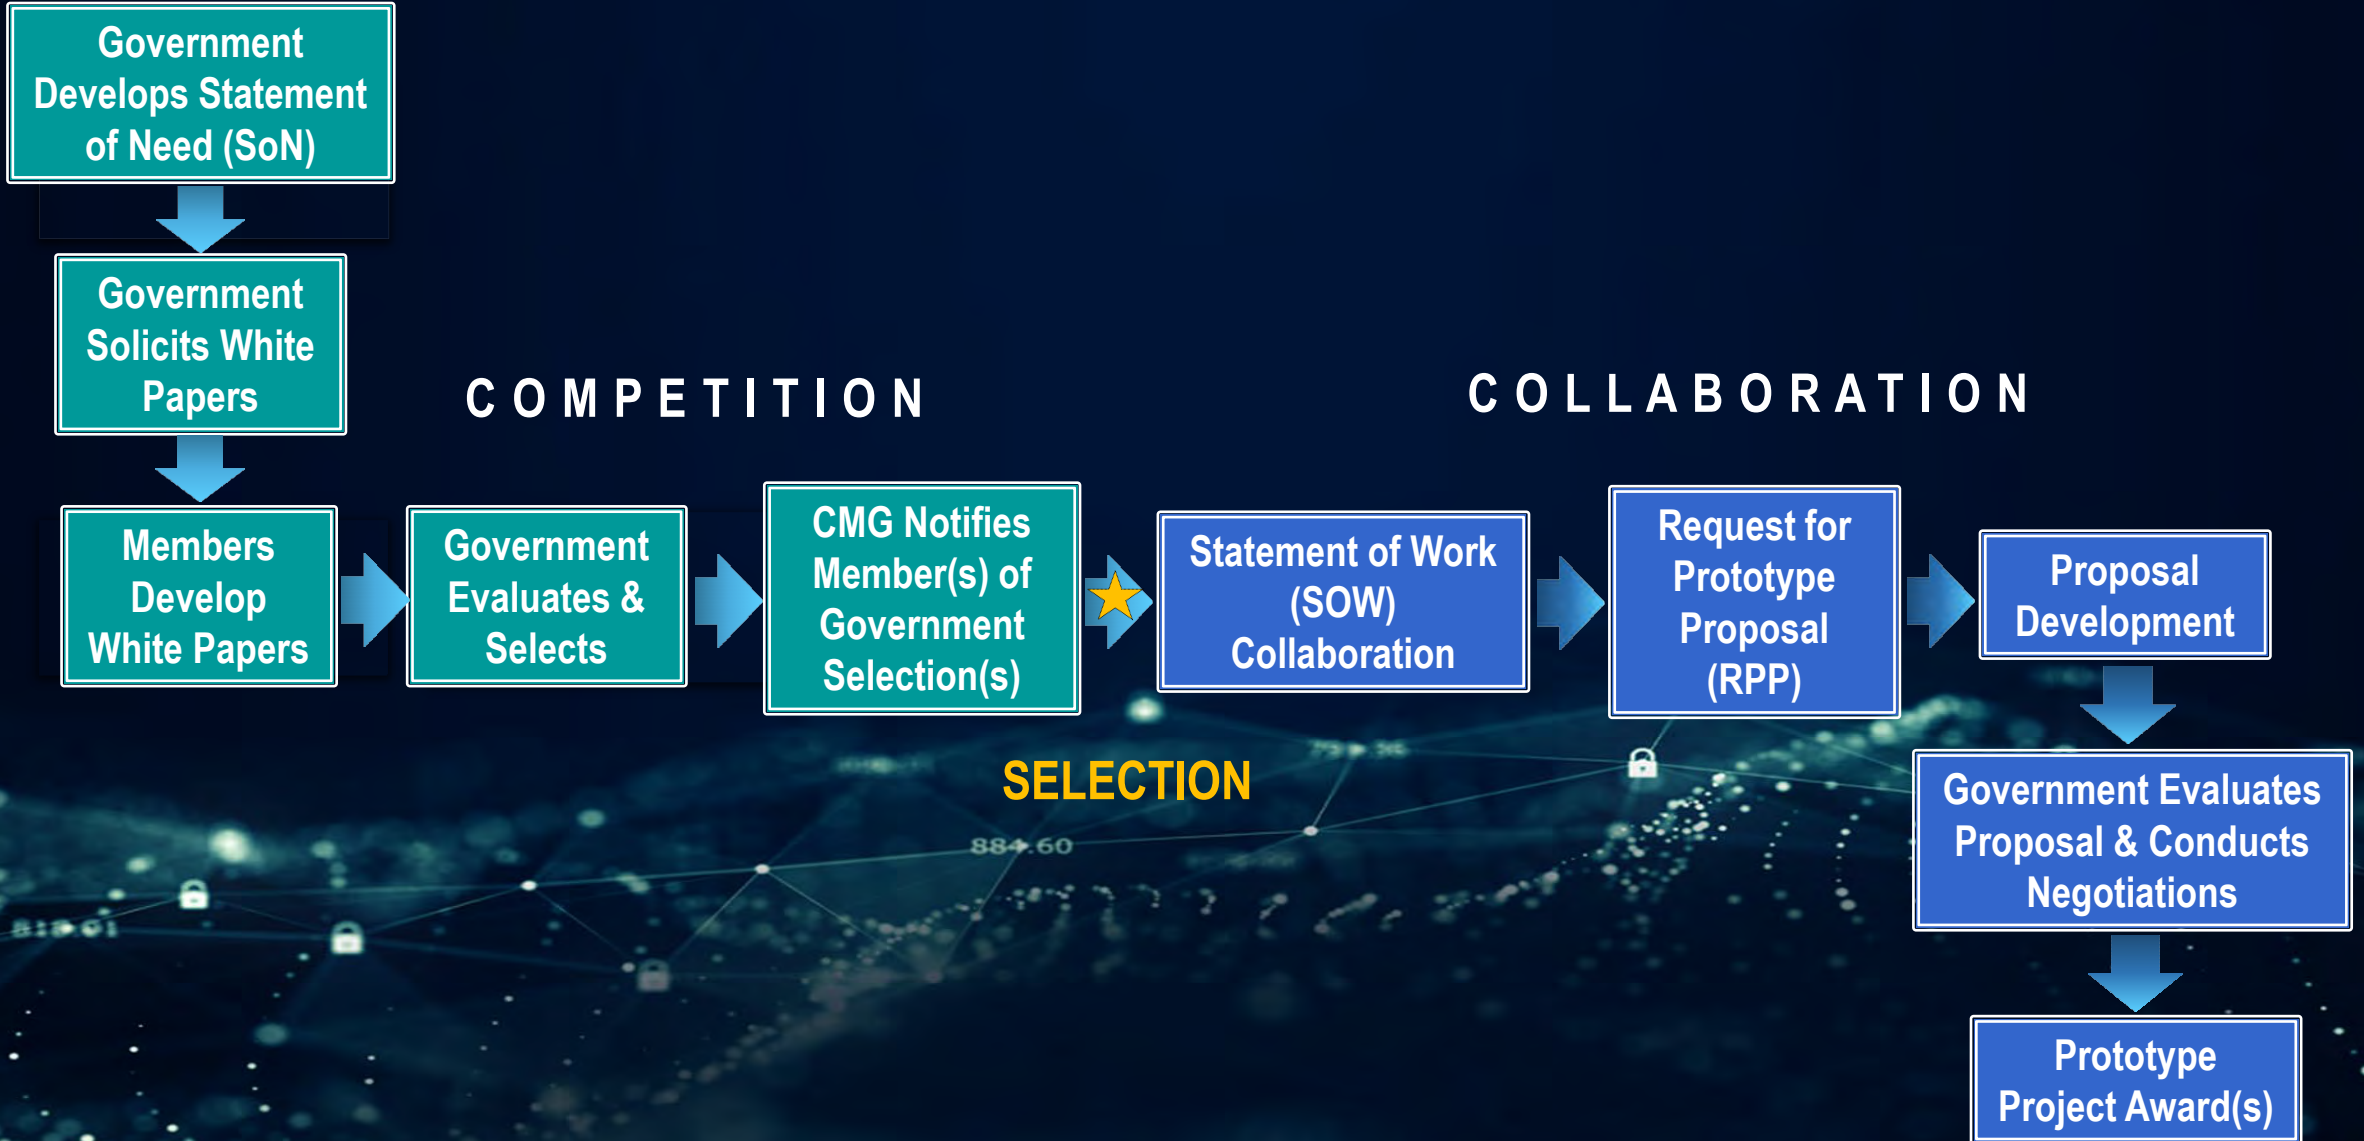 Government
Develops Statement
of Need (SoN)
Government
Solicits White
Papers
COMPETITION
COLLABORATION
Members
Develop
White Papers
Government
Evaluates &
Selects
CMG Notifies
Member(s) of
Government
Selection(s)
Statement of Work
(SOW)
Collaboration
Request for
Prototype
Proposal
(RPP)
Proposal
Development
SELECTION
Government Evaluates
Proposal & Conducts
Negotiations
884.60
Prototype
Project Award(s)